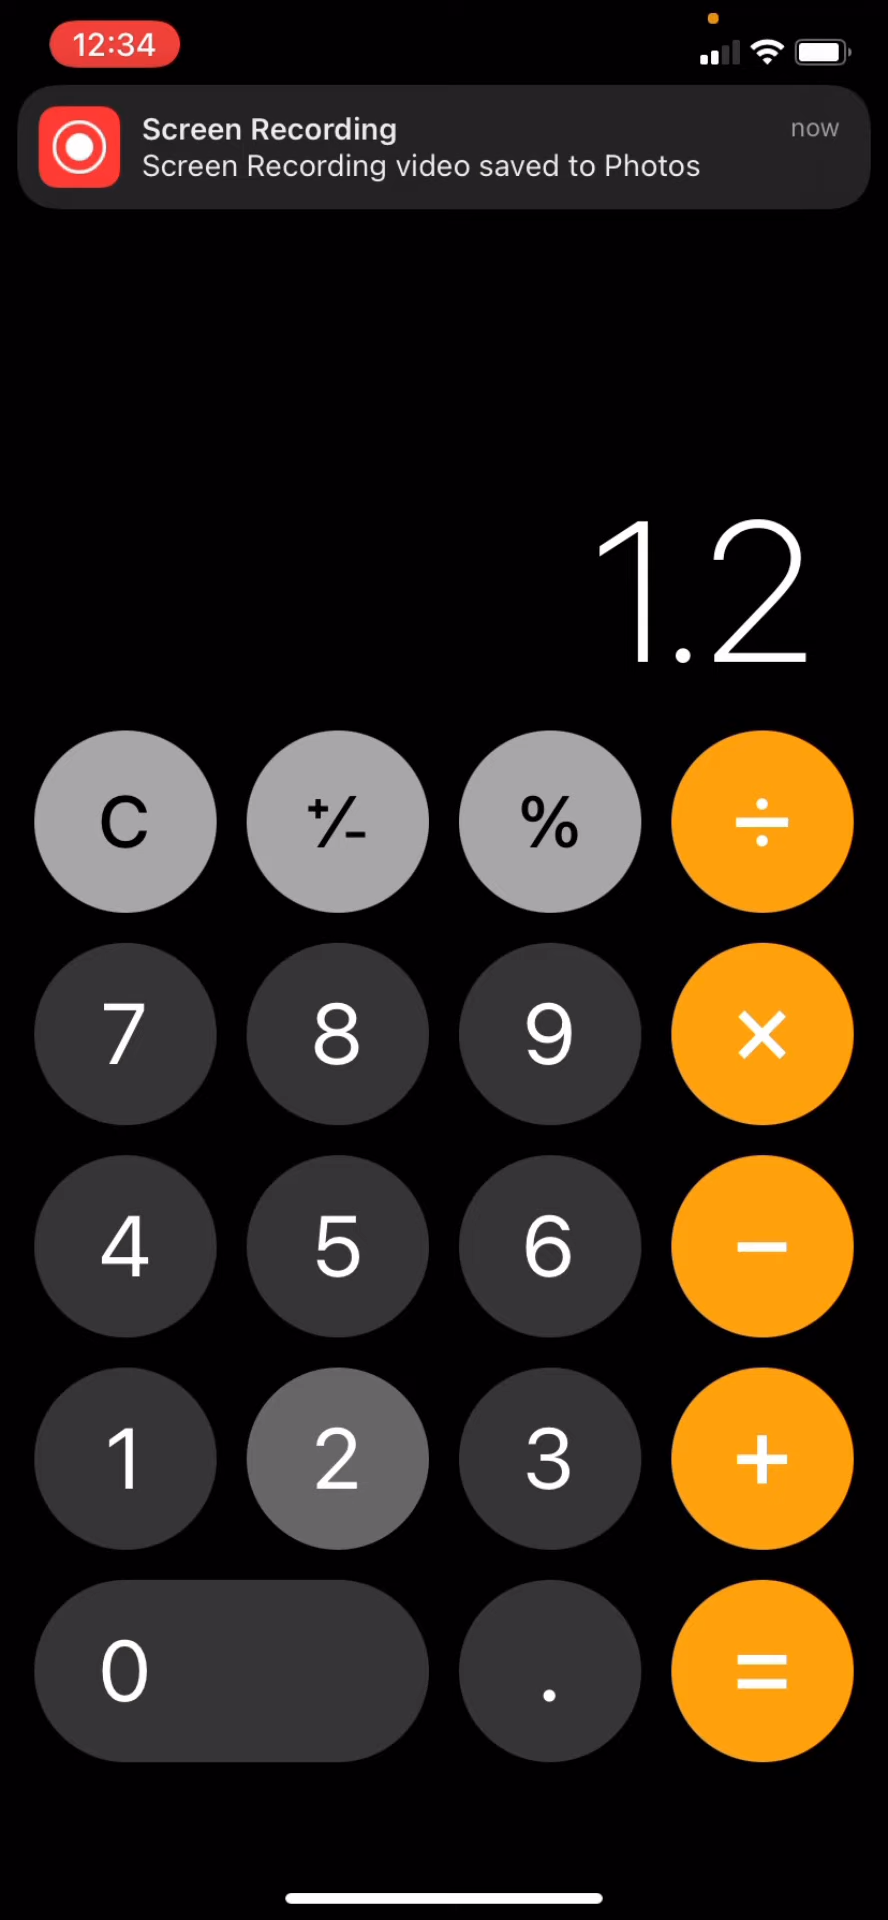 12:34
Screen Recording
now
Screen Recording video saved to Photos
1.2
C ⁺⁄₋ % ÷
7 8 9 ×
4 5 6 −
1 2 3 +
0 . =